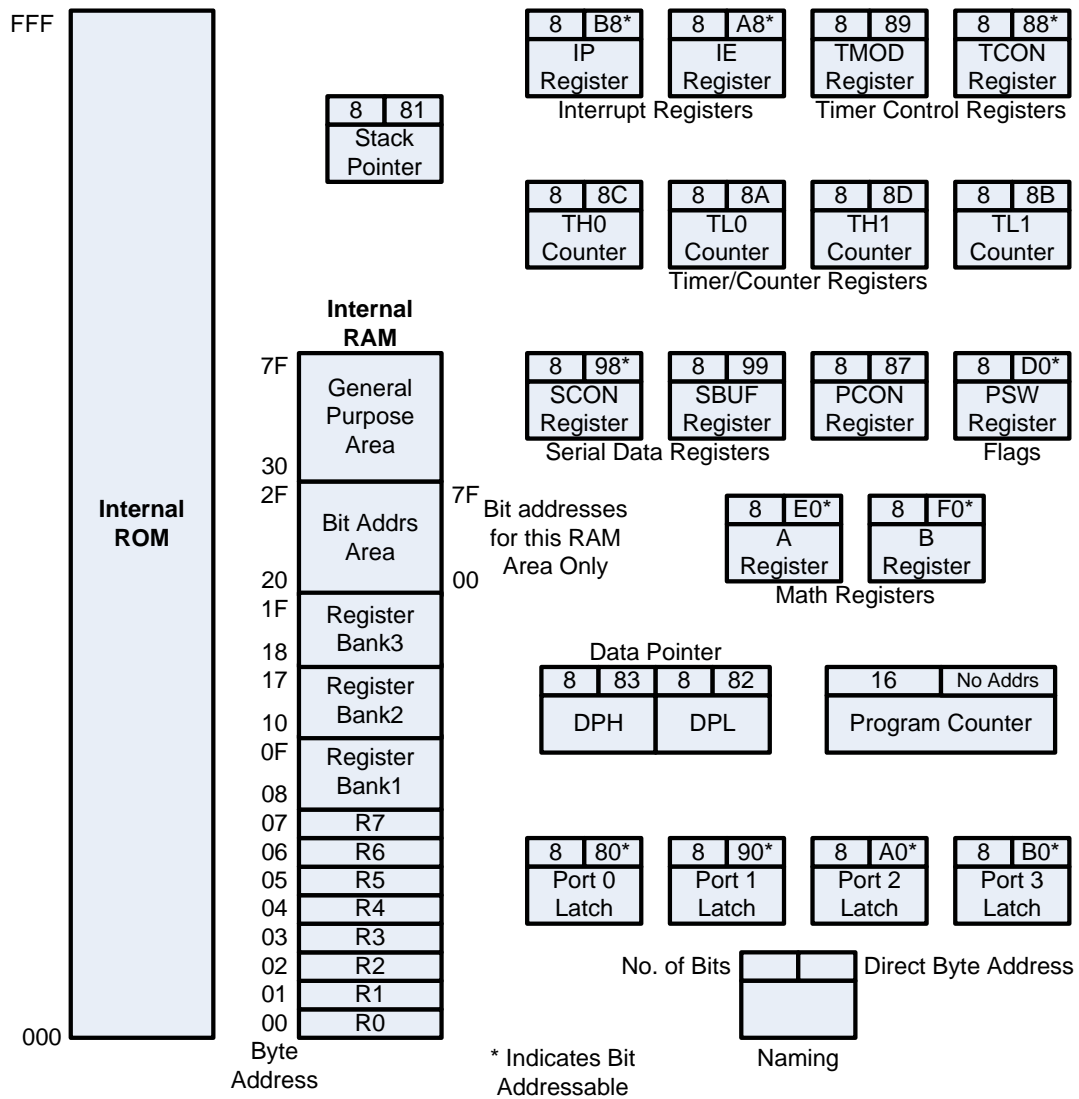 FFF
000
Internal
ROM
8 81
Stack
Pointer
Internal
RAM
7F
General
Purpose
Area
30
2F
Bit Addrs
Area
20
7F
00
Bit addresses
for this RAM
Area Only
1F
Register
Bank3
18
17
Register
Bank2
10
0F
Register
Bank1
08
07 R7
06 R6
05 R5
04 R4
03 R3
02 R2
01 R1
00 R0
Byte
Address
8 B8*
IP
Register
8 A8*
IE
Register
Interrupt Registers
8 89
TMOD
Register
8 88*
TCON
Register
Timer Control Registers
8 8C
TH0
Counter
8 8A
TL0
Counter
8 8D
TH1
Counter
8 8B
TL1
Counter
Timer/Counter Registers
8 98*
SCON
Register
8 99
SBUF
Register
Serial Data Registers
8 87
PCON
Register
8 D0*
PSW
Register
Flags
8 E0*
A
Register
8 F0*
B
Register
Math Registers
Data Pointer
8 83 8 82
DPH DPL
16 No Addrs
Program Counter
8 80*
Port 0
Latch
8 90*
Port 1
Latch
8 A0*
Port 2
Latch
8 B0*
Port 3
Latch
No. of Bits
Direct Byte Address
Naming
* Indicates Bit
Addressable